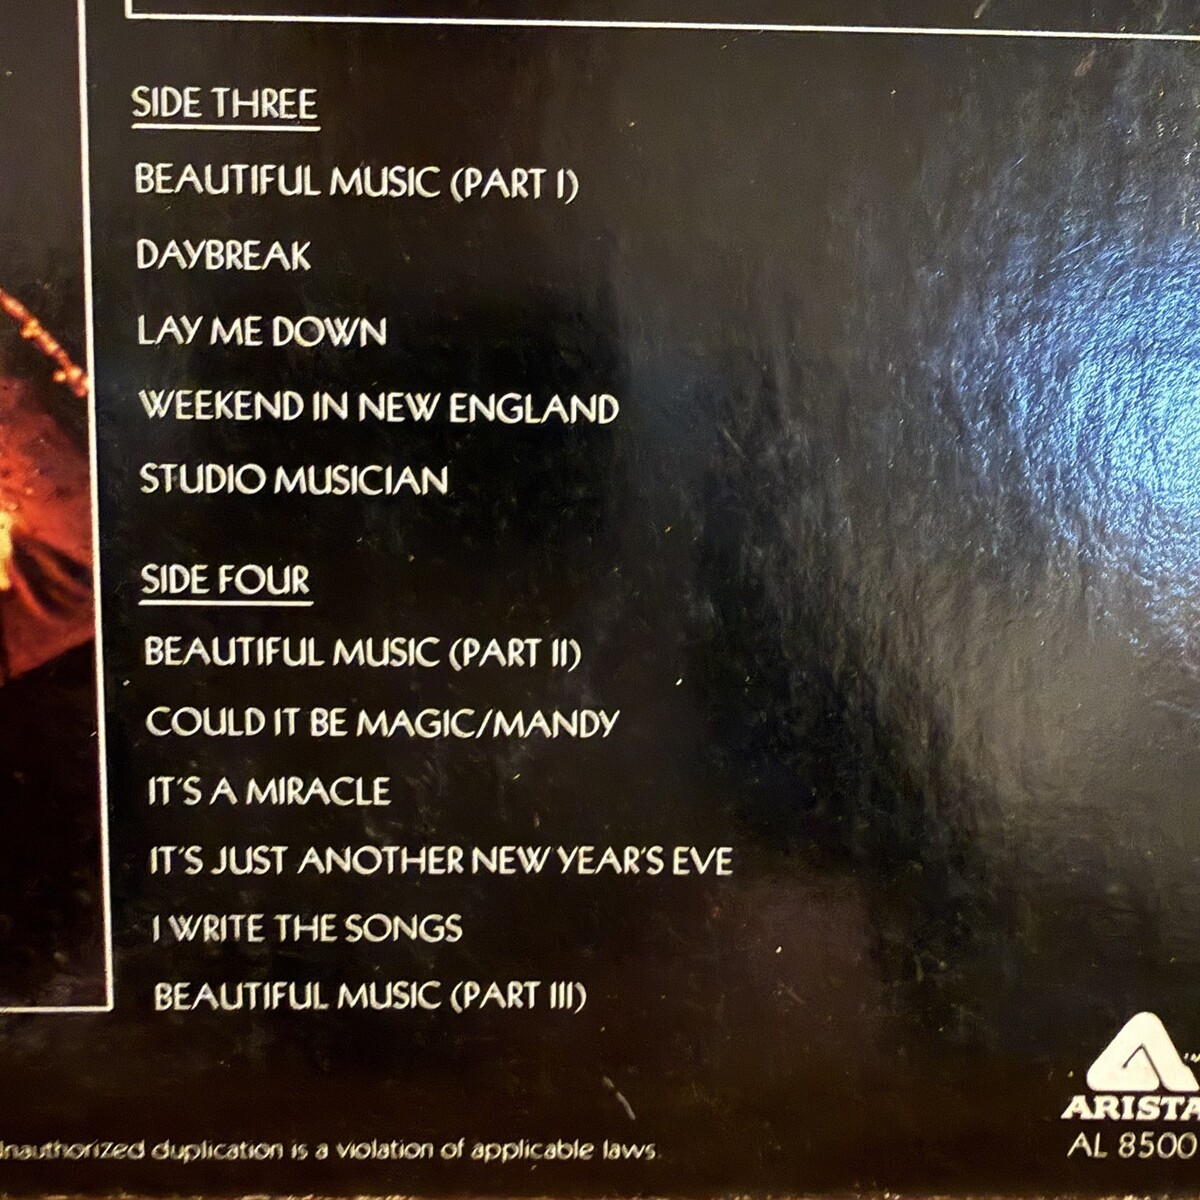 SIDE THREE
BEAUTIFUL MUSIC (PART I)
DAYBREAK
LAY ME DOWN
WEEKEND IN NEW ENGLAND
STUDIO MUSICIAN
SIDE FOUR
BEAUTIFUL MUSIC (PART II)
COULD IT BE MAGIC/MANDY
IT'S A MIRACLE
IT'S JUST ANOTHER NEW YEAR'S EVE
I WRITE THE SONGS
BEAUTIFUL MUSIC (PART III)
ARISTA
AL 8500
Unauthorized duplication is a violation of applicable laws.